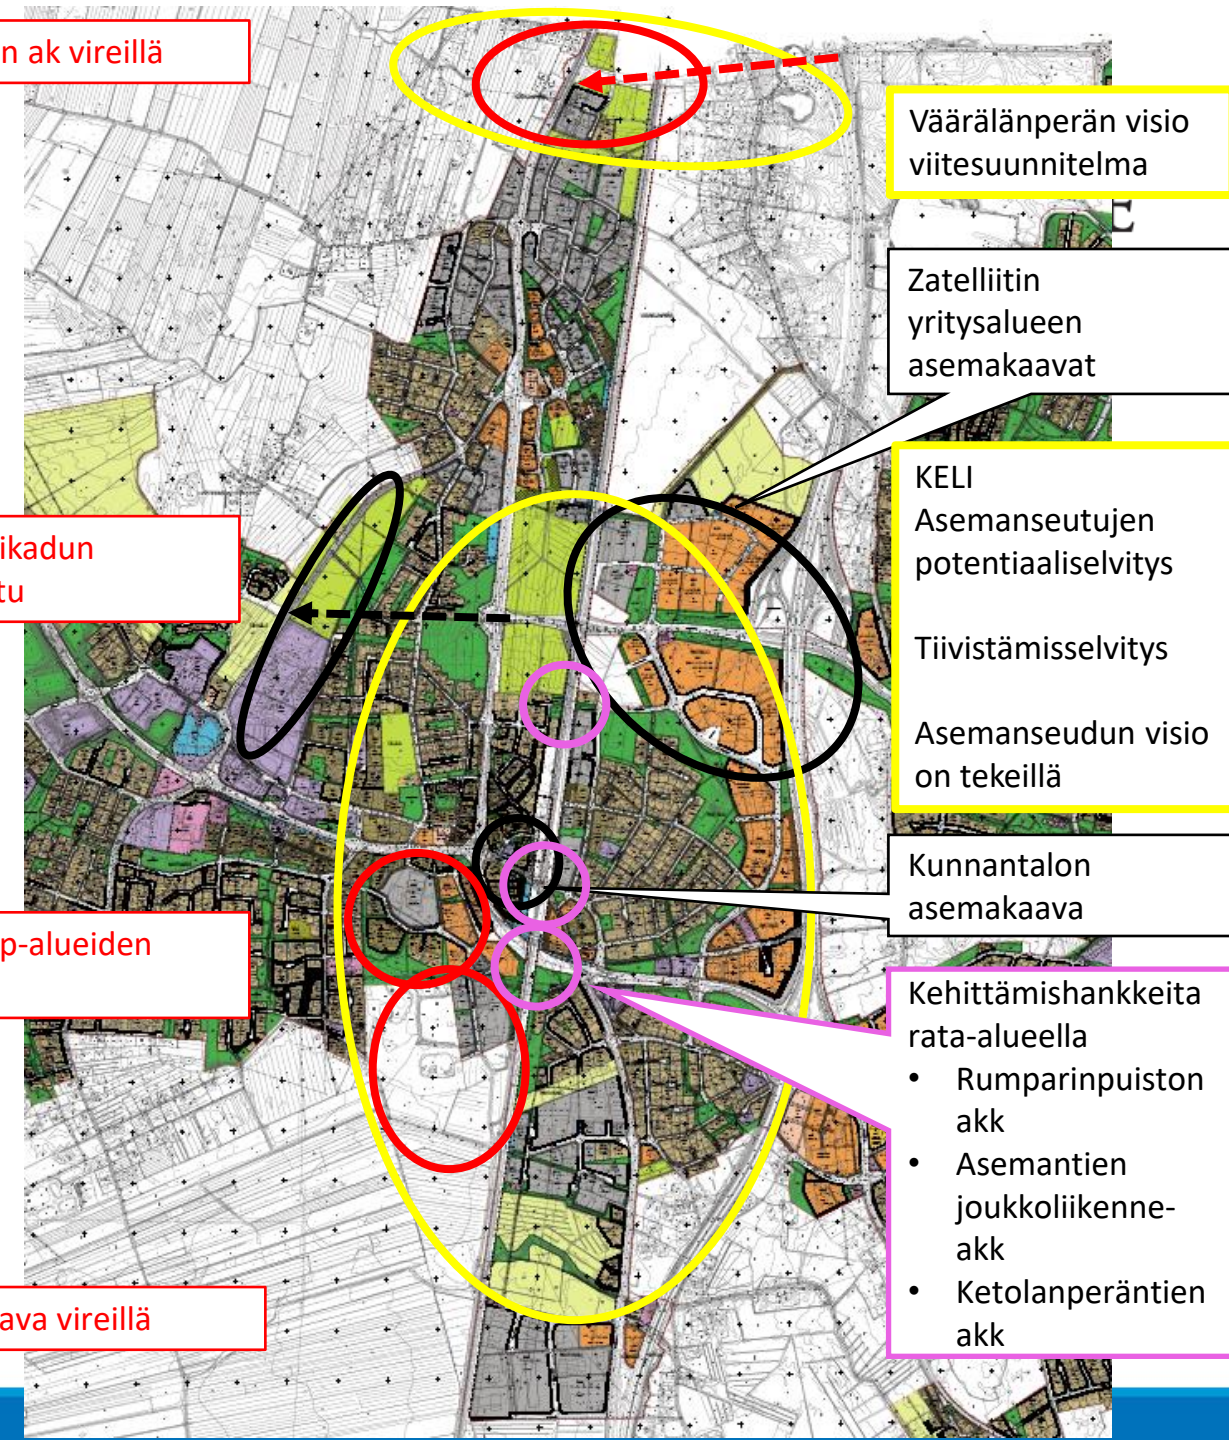 n ak vireillä
Väärälänperän visio
viitesuunnitelma
Zatelliitin
yritysalueen
asemakaavat
KELI
Asemanseutujen
potentiaaliselvitys
Tiivistämisselvitys
Asemanseudun visio
on tekeillä
ikadun
tu
Kunnantalon
asemakaava
p-alueiden
Kehittämishankkeita
rata-alueella
• Rumparinpuiston
akk
• Asemantien
joukkoliikenne-
akk
• Ketolanperäntien
akk
ava vireillä